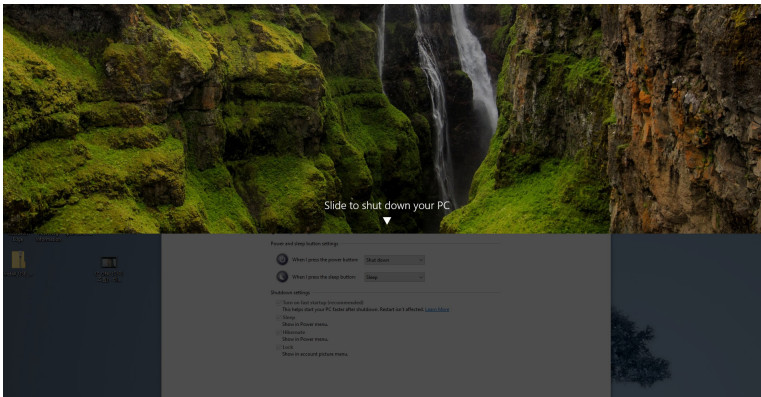 Slide to shut down your PC
Power and sleep button settings
When I press the power button: Shut down
When I press the sleep button: Sleep
Shutdown settings
Turn on fast startup (recommended)
This helps start your PC faster after shutdown. Restart isn't affected. Learn More
Sleep
Show in Power menu.
Hibernate
Show in Power menu.
Lock
Show in account picture menu.